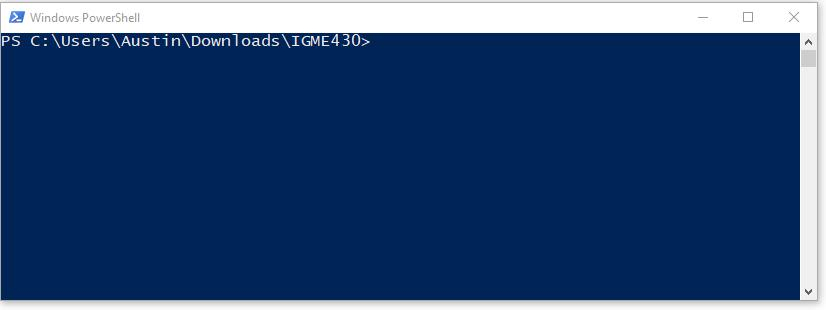 Windows PowerShell
PS C:\Users\Austin\Downloads\IGME430>